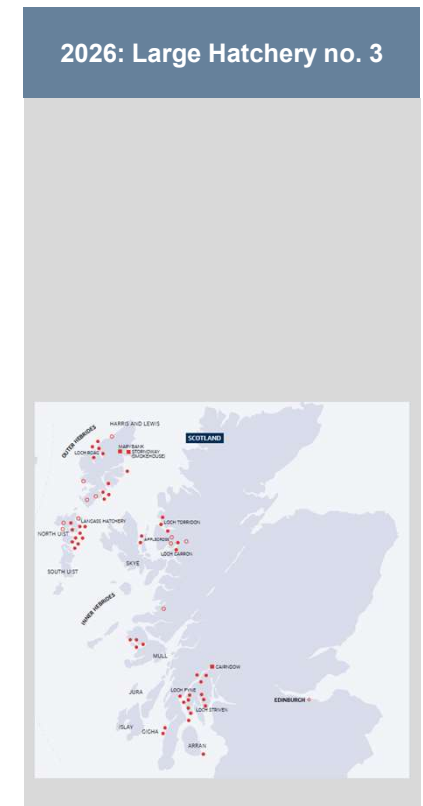 2026: Large Hatchery no. 3
HARRIS AND LEWIS
OUTER HEBRIDES
SCOTLAND
MARYBANK
LOCH ROAG
STORNOWAY
(SMOKEHOUSE)
LANGASS HATCHERY
LOCH TORRIDON
NORTH UIST
APPLECROSS
LOCH CARRON
SKYE
SOUTH UIST
INNER HEBRIDES
MULL
CAIRNDOW
JURA
LOCH FYNE
EDINBURGH
LOCH STRIVEN
ISLAY
GIGHA
ARRAN